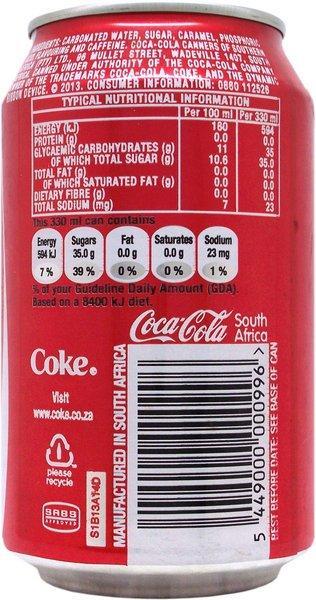 INGREDIENTS: CARBONATED WATER, SUGAR, CARAMEL, PHOSPHORIC
FLAVOURING AND CAFFEINE. COCA-COLA CANNERS OF SOUTHERN
(PTY) LTD, 86 MULLET STREET, WADEVILLE 1407, SOUTH
CANNED UNDER AUTHORITY OF THE COCA-COLA COMPANY
OF THE TRADEMARKS COCA-COLA, COKE, AND THE DYNAMIC
RIBBON DEVICE. © 2013. CONSUMER INFORMATION: 0860 112526
TYPICAL NUTRITIONAL INFORMATION
Per 100 ml Per 330 ml
ENERGY (kJ) 180 594
PROTEIN (g) 0.0 0.0
GLYCAEMIC CARBOHYDRATES (g) 11 35
OF WHICH TOTAL SUGAR (g) 10.6 35.0
TOTAL FAT (g) 0.0 0.0
OF WHICH SATURATED FAT (g) 0.0 0.0
DIETARY FIBRE (g) 0.0 0.0
TOTAL SODIUM (mg) 7 23
This 330 ml can contains
Energy Sugars Fat Saturates Sodium
594 kJ 35.0 g 0.0 g 0.0 g 23 mg
7 % 39 % 0 % 0 % 1 %
% of your Guideline Daily Amount (GDA).
Based on a 8400 kJ diet.
Coca-Cola South
Africa
Coke®
Visit
www.coke.co.za
please
recycle
SABS
APPROVED
S1B13A14D
MANUFACTURED IN SOUTH AFRICA
5 449000 000996 >
BEST BEFORE DATE: SEE BASE OF CAN